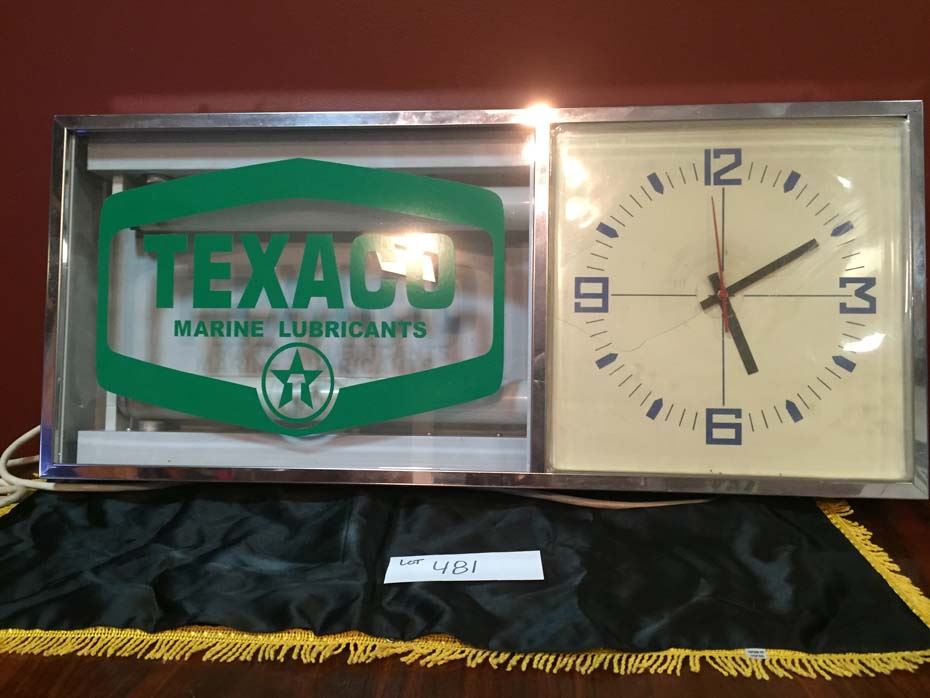 TEXACO
MARINE LUBRICANTS
T
12
9
3
6
LOT 481